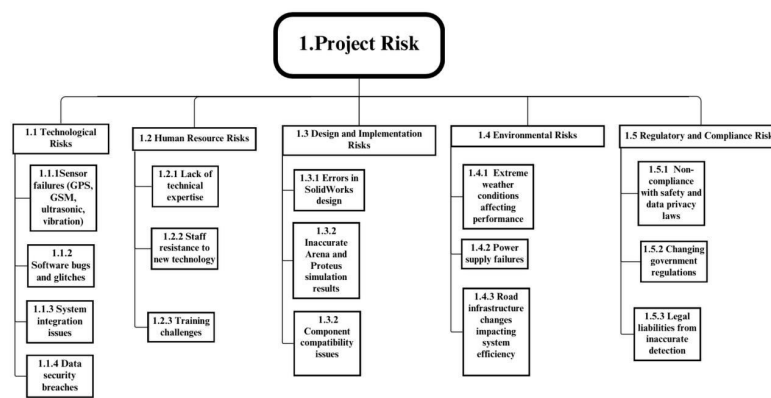 1.Project Risk
1.1 Technological
Risks
1.1.1Sensor
failures (GPS,
GSM,
ultrasonic,
vibration)
1.1.2
Software bugs
and glitches
1.1.3 System
integration
issues
1.1.4 Data
security
breaches
1.2 Human Resource Risks
1.2.1 Lack of
technical
expertise
1.2.2 Staff
resistance to
new technology
1.2.3 Training
challenges
1.3 Design and Implementation
Risks
1.3.1 Errors in
SolidWorks
design
1.3.2
Inaccurate
Arena and
Proteus
simulation
results
1.3.2
Component
compatibility
issues
1.4 Environmental Risks
1.4.1 Extreme
weather
conditions
affecting
performance
1.4.2 Power
supply failures
1.4.3 Road
infrastructure
changes
impacting
system
efficiency
1.5 Regulatory and Compliance Risk
1.5.1 Non-
compliance
with safety and
data privacy
laws
1.5.2 Changing
government
regulations
1.5.3 Legal
liabilities from
inaccurate
detection